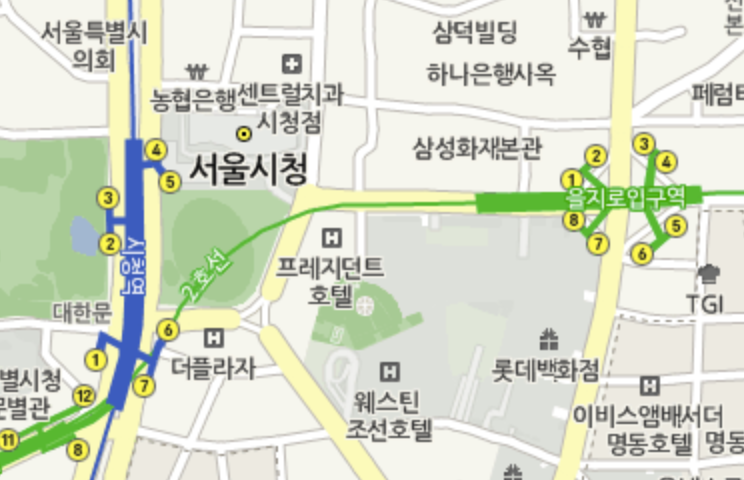 서울특별시
의회
₩
농협은행
센트럴치과
시청점
서울시청
삼덕빌딩
하나은행사옥
₩
수협
삼성화재본관
4
5
3
2
시청역
대한문
1
6
7
12
11
8
별시청
별관
2호선
H
프레지던트
호텔
H
더플라자
H
웨스틴
조선호텔
2
1
8
7
을지로입구역
3
4
5
6
TGI
롯데백화점
H
이비스앰배서더
명동호텔
명동